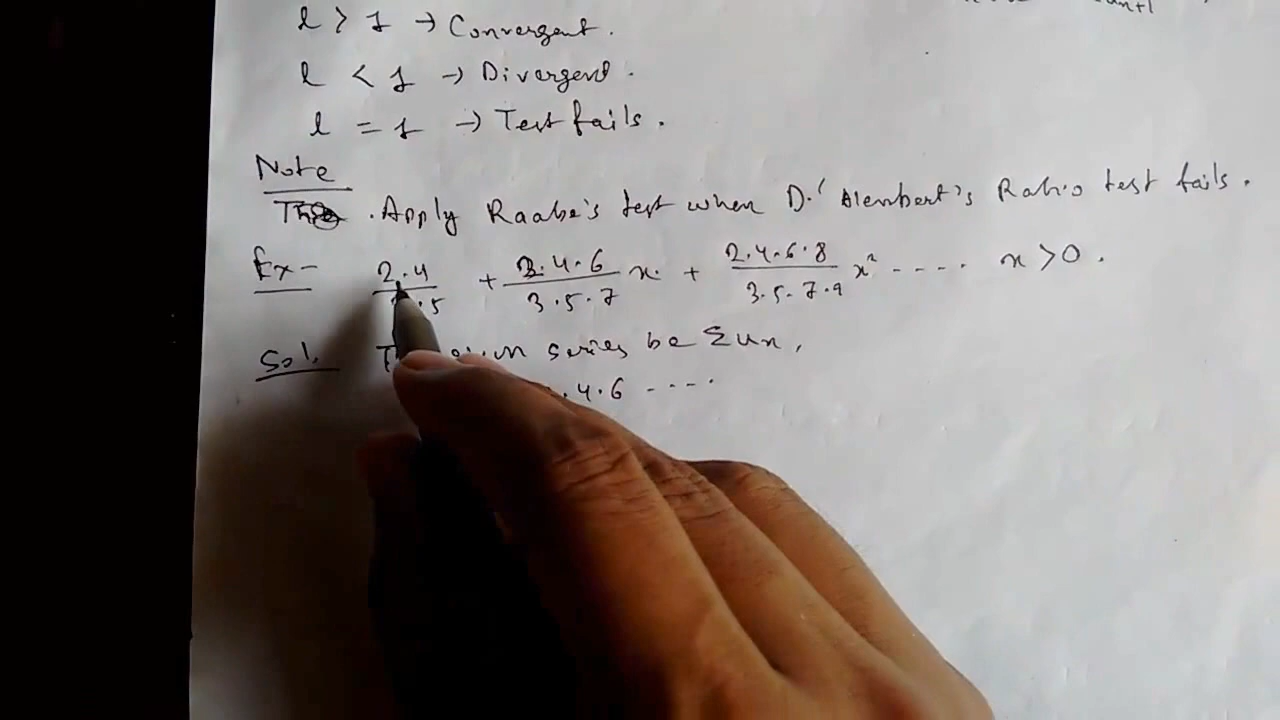 l > 1 → Convergent.
l < 1 → Divergent.
l = 1 → Test fails.
Note
. Apply Raabe's test when D.'Alembert's Ratio test fails.
Ex- 2.4 / .5 + 2.4.6 / 3.5.7 x. + 2.4.6.8 / 3.5.7.9 x² ---- x > 0.
Sol. series be Σun,
.4.6 ----